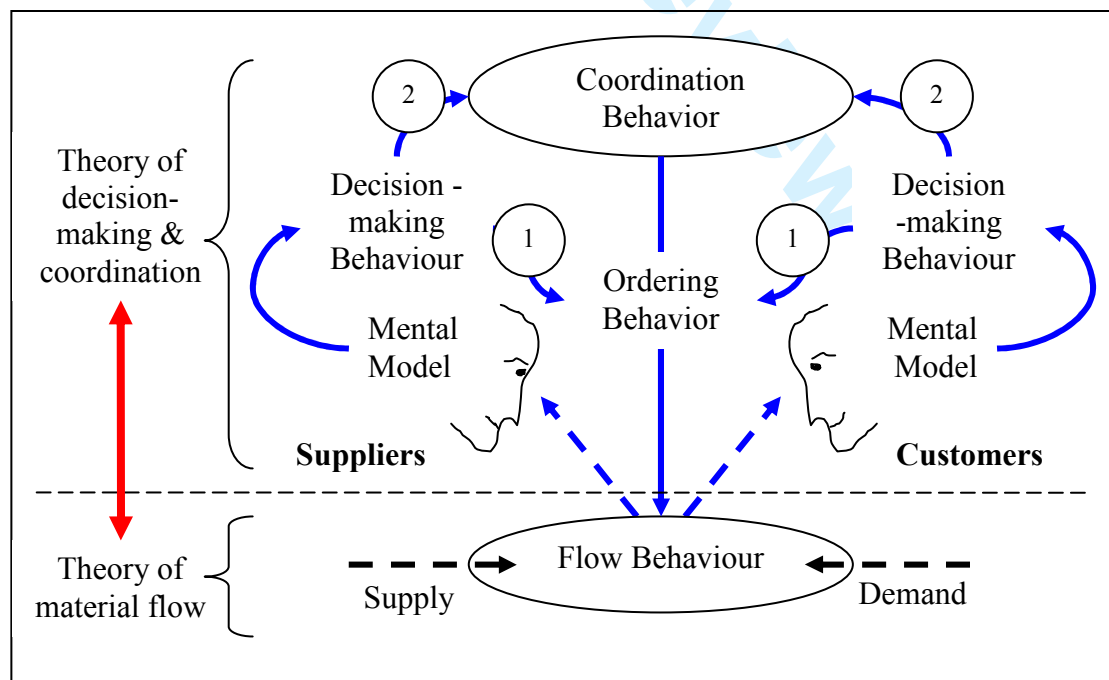 2
Coordination
Behavior
2
Theory of
decision-
making &
coordination
Decision -
making
Behaviour
1
Ordering
Behavior
1
Decision
-making
Behaviour
Mental
Model
Mental
Model
Suppliers
Customers
Theory of
material flow
Flow Behaviour
Supply
Demand